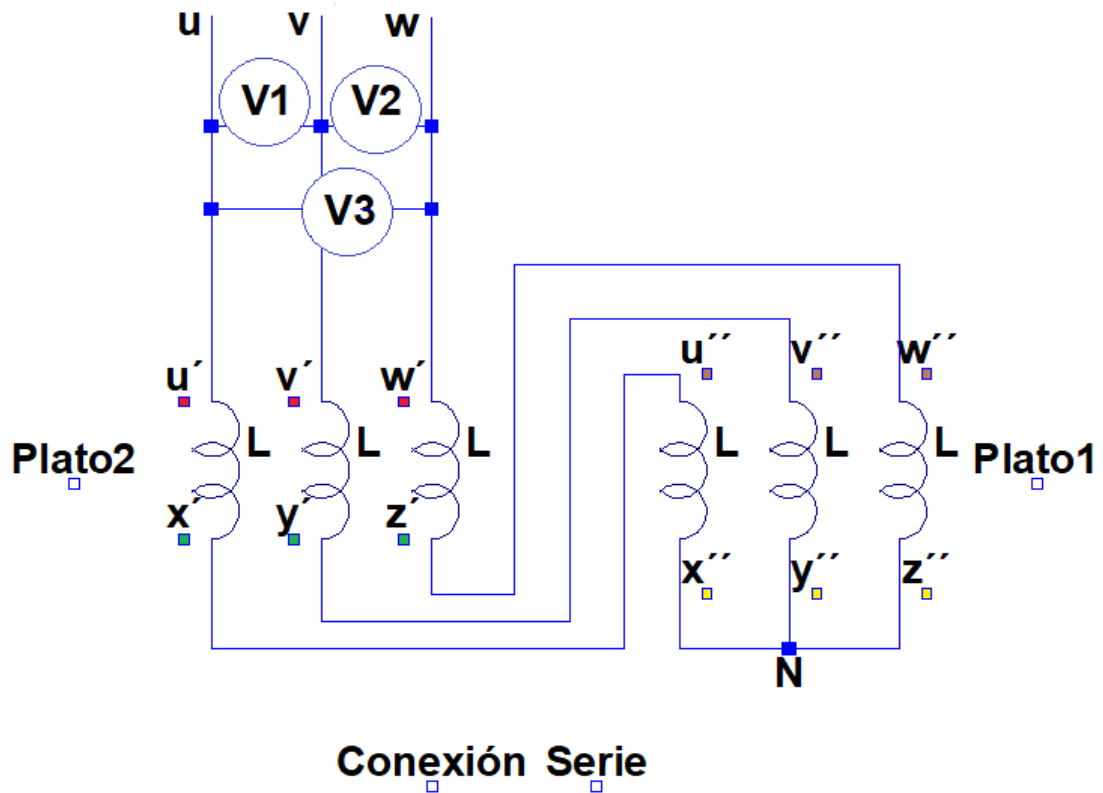 u v w
V1 V2
V3
u´´ v´´ w´´
u´ v´ w´
L L L L L L
Plato2 Plato1
x´ y´ z´
x´´ y´´ z´´
N
Conexión Serie